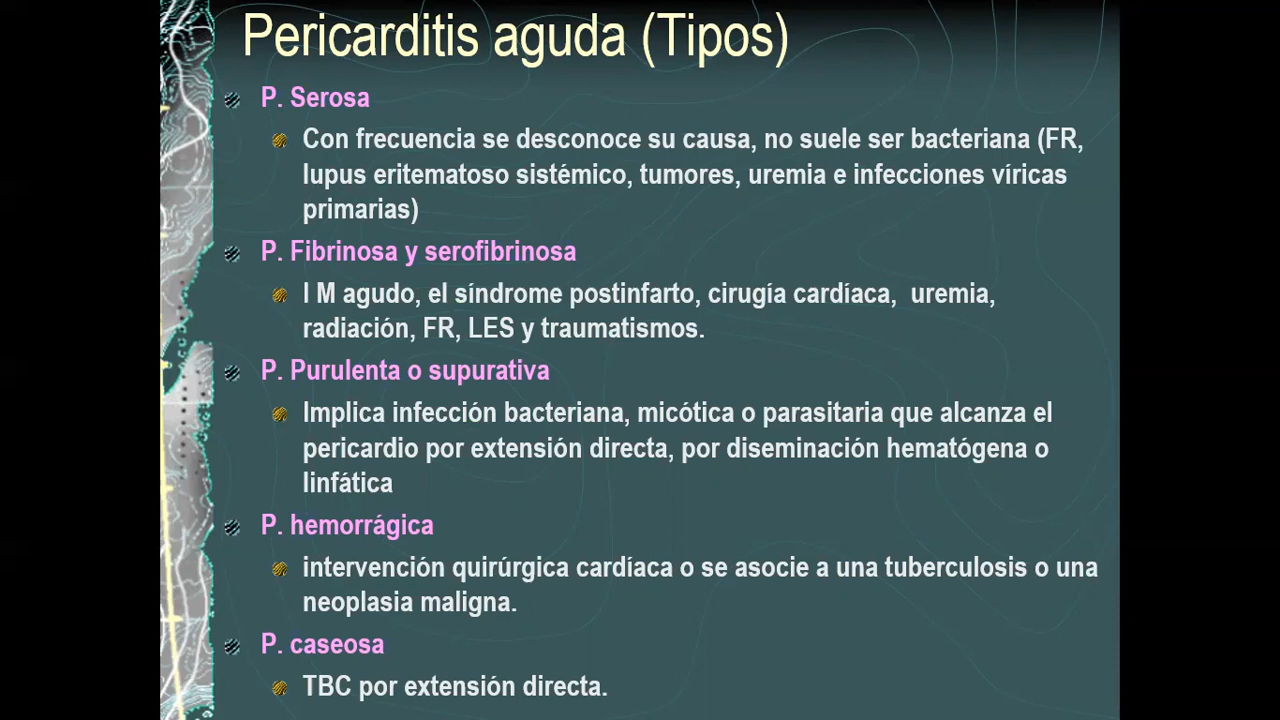 Pericarditis aguda (Tipos)
P. Serosa
Con frecuencia se desconoce su causa, no suele ser bacteriana (FR,
lupus eritematoso sistémico, tumores, uremia e infecciones víricas
primarias)
P. Fibrinosa y serofibrinosa
I M agudo, el síndrome postinfarto, cirugía cardíaca,  uremia,
radiación, FR, LES y traumatismos.
P. Purulenta o supurativa
Implica infección bacteriana, micótica o parasitaria que alcanza el
pericardio por extensión directa, por diseminación hematógena o
linfática
P. hemorrágica
intervención quirúrgica cardíaca o se asocie a una tuberculosis o una
neoplasia maligna.
P. caseosa
TBC por extensión directa.